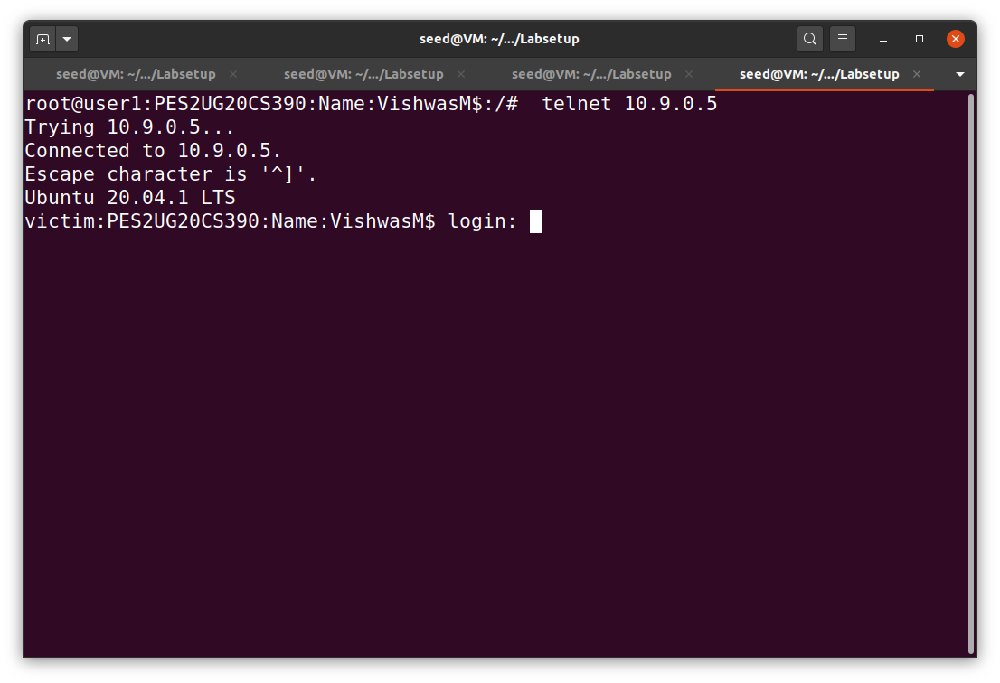 seed@VM: ~/.../Labsetup
seed@VM: ~/.../Labsetup × seed@VM: ~/.../Labsetup × seed@VM: ~/.../Labsetup × seed@VM: ~/.../Labsetup ×
root@user1:PES2UG20CS390:Name:VishwasM$:/#  telnet 10.9.0.5
Trying 10.9.0.5...
Connected to 10.9.0.5.
Escape character is '^]'.
Ubuntu 20.04.1 LTS
victim:PES2UG20CS390:Name:VishwasM$ login: